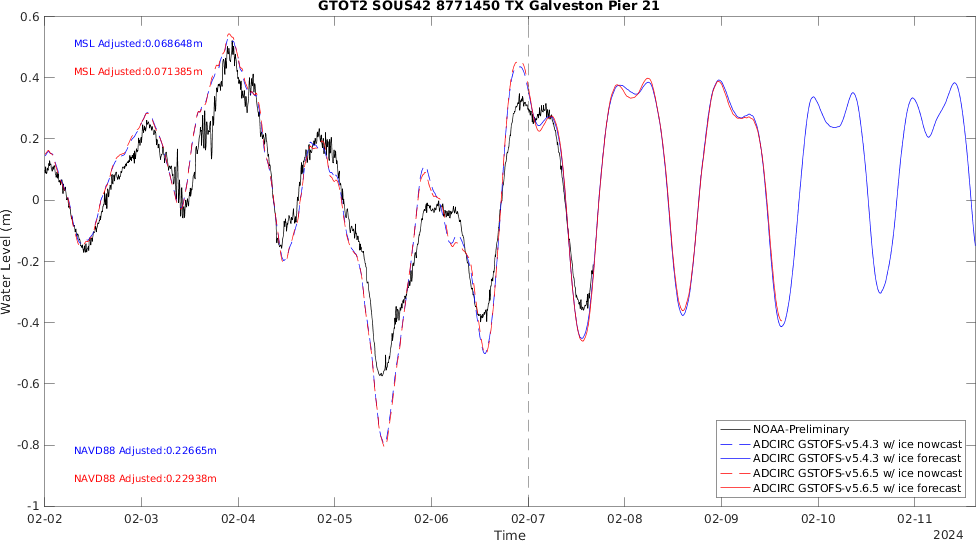 GTOT2 SOUS42 8771450 TX Galveston Pier 21
0.6
MSL Adjusted:0.068648m
MSL Adjusted:0.071385m
0.4
0.2
0
-0.2
-0.4
-0.6
-0.8
-1
Water Level (m)
NAVD88 Adjusted:0.22665m
NAVD88 Adjusted:0.22938m
NOAA-Preliminary
ADCIRC GSTOFS-v5.4.3 w/ ice nowcast
ADCIRC GSTOFS-v5.4.3 w/ ice forecast
ADCIRC GSTOFS-v5.6.5 w/ ice nowcast
ADCIRC GSTOFS-v5.6.5 w/ ice forecast
02-02 02-03 02-04 02-05 02-06 02-07 02-08 02-09 02-10 02-11
Time
2024